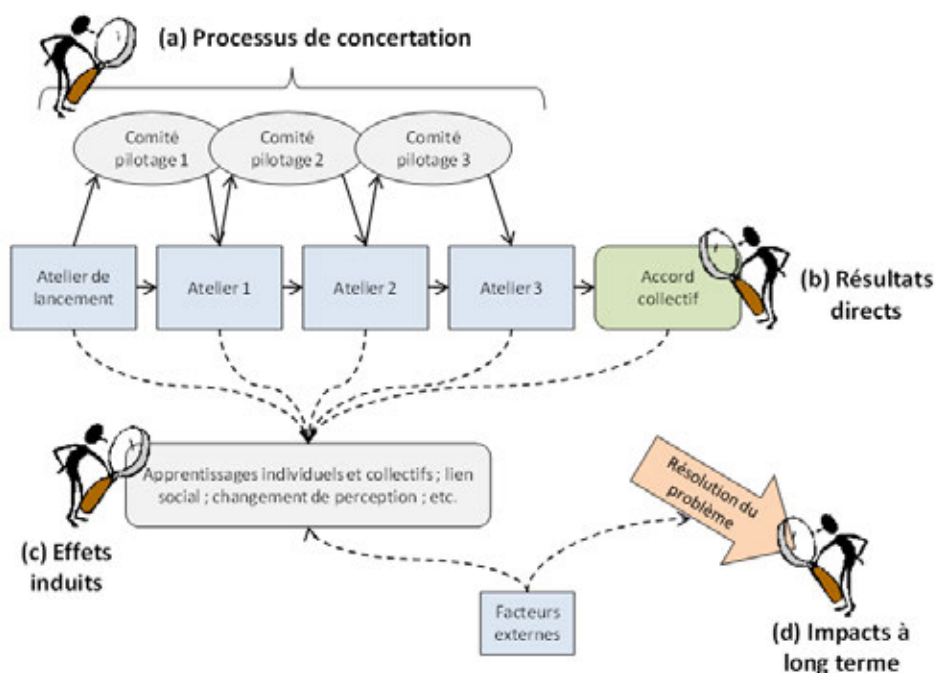 (a) Processus de concertation
Comité
pilotage 1
Comité
pilotage 2
Comité
pilotage 3
Atelier de
lancement
Atelier 1
Atelier 2
Atelier 3
Accord
collectif
(b) Résultats
directs
Apprentissages individuels et collectifs ; lien
social ; changement de perception ; etc.
(c) Effets
induits
Résolution du
problème
Facteurs
externes
(d) Impacts à
long terme